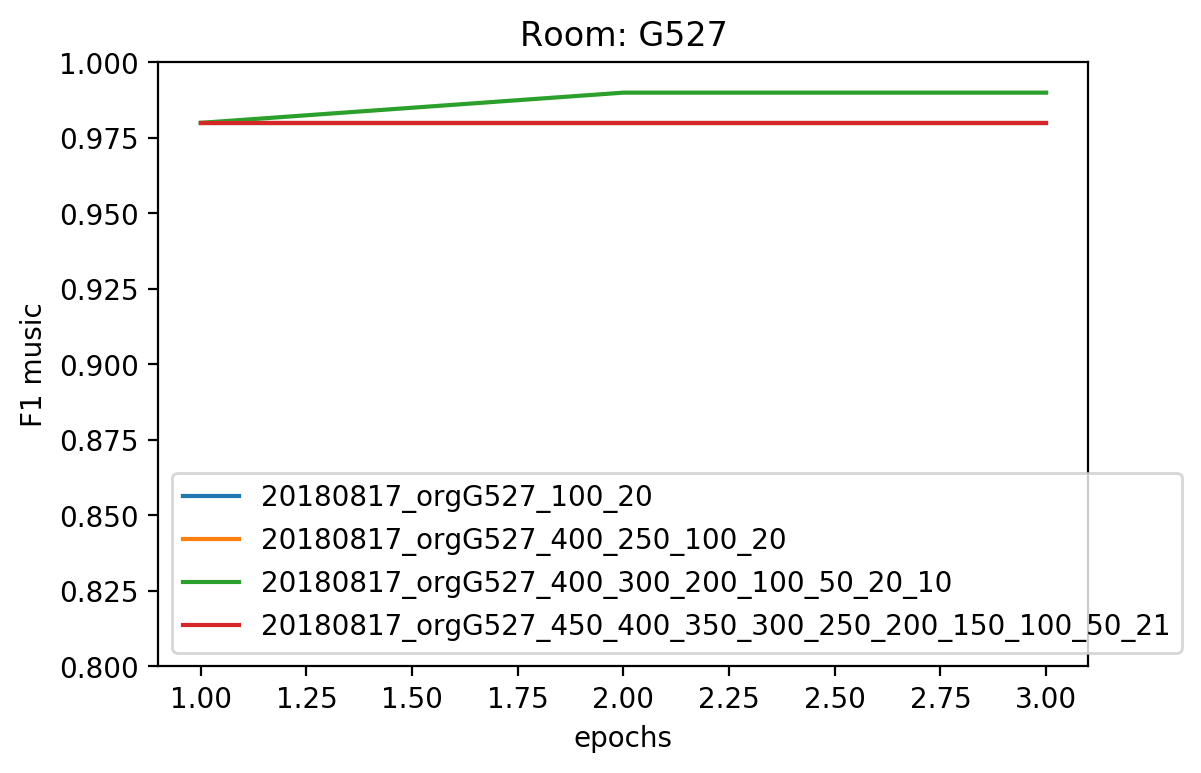 Room: G527
1.000
0.975
0.950
0.925
0.900
0.875
0.850
0.825
0.800
F1 music
20180817_orgG527_100_20
20180817_orgG527_400_250_100_20
20180817_orgG527_400_300_200_100_50_20_10
20180817_orgG527_450_400_350_300_250_200_150_100_50_21
1.00 1.25 1.50 1.75 2.00 2.25 2.50 2.75 3.00
epochs